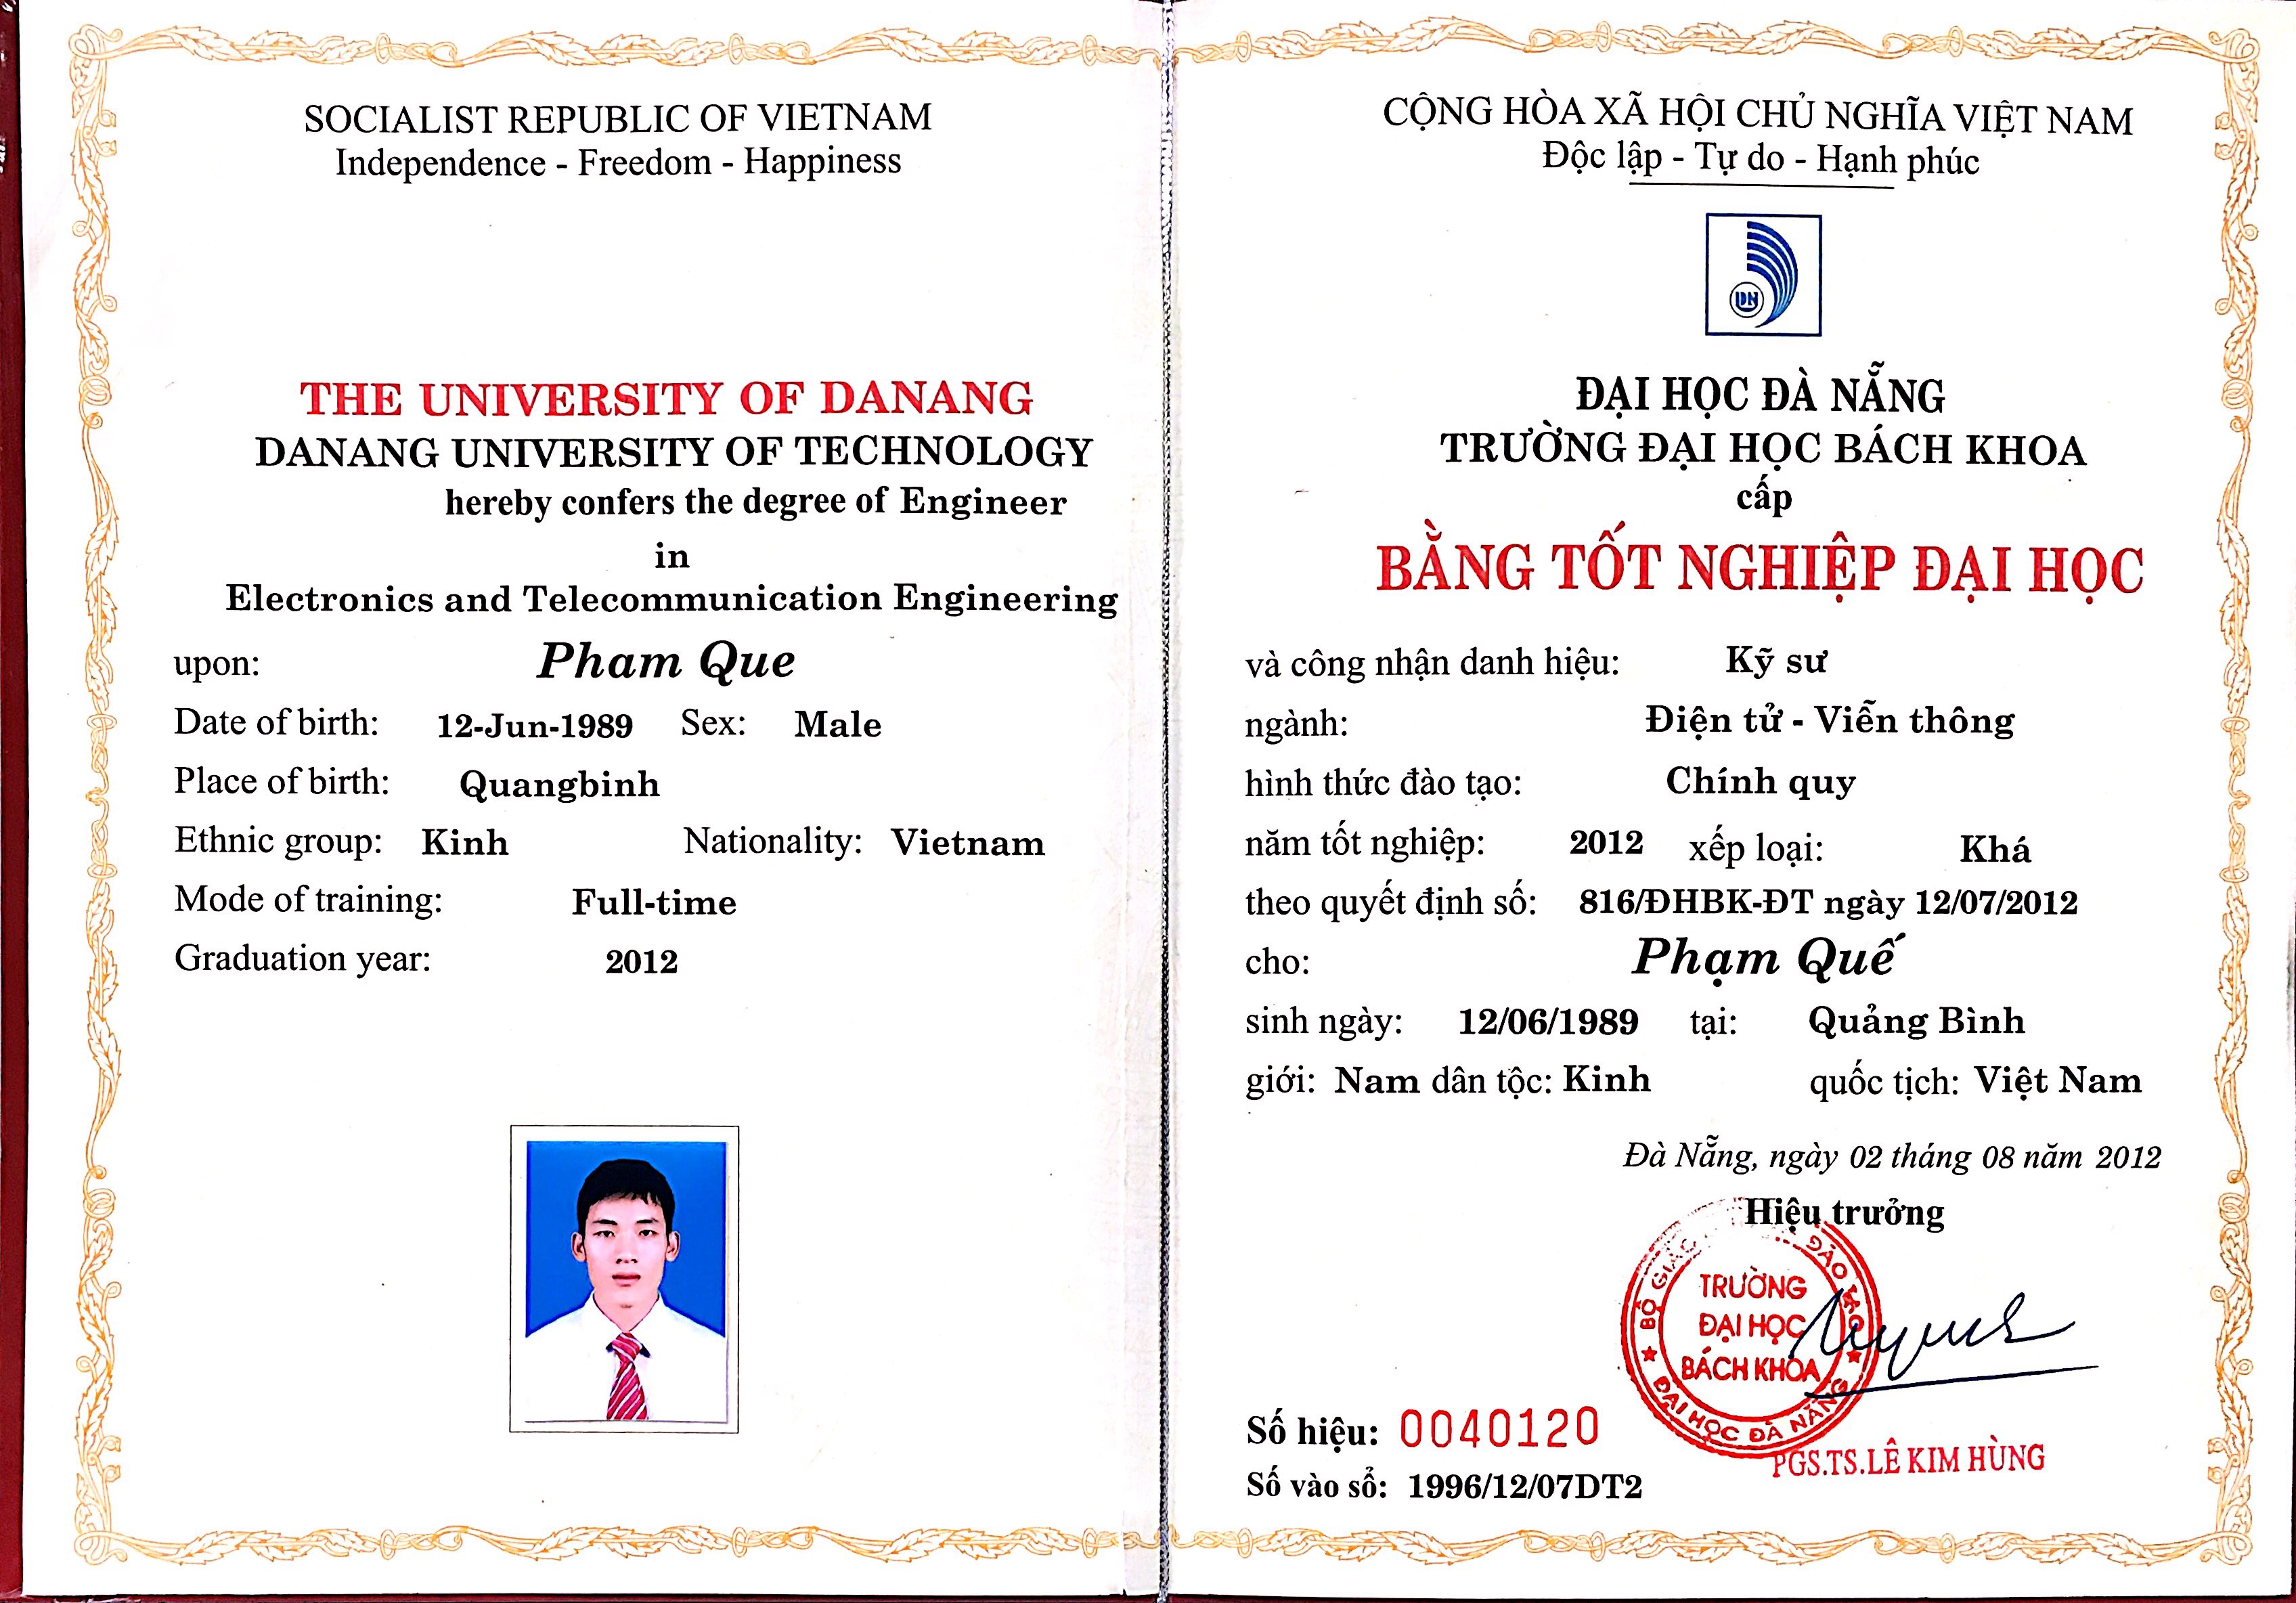 SOCIALIST REPUBLIC OF VIETNAM
Independence - Freedom - Happiness
THE UNIVERSITY OF DANANG
DANANG UNIVERSITY OF TECHNOLOGY
hereby confers the degree of Engineer
in
Electronics and Telecommunication Engineering
upon: Pham Que
Date of birth: 12-Jun-1989 Sex: Male
Place of birth: Quangbinh
Ethnic group: Kinh Nationality: Vietnam
Mode of training: Full-time
Graduation year: 2012
CỘNG HÒA XÃ HỘI CHỦ NGHĨA VIỆT NAM
Độc lập - Tự do - Hạnh phúc
DN
ĐẠI HỌC ĐÀ NẴNG
TRƯỜNG ĐẠI HỌC BÁCH KHOA
cấp
BẰNG TỐT NGHIỆP ĐẠI HỌC
và công nhận danh hiệu: Kỹ sư
ngành: Điện tử - Viễn thông
hình thức đào tạo: Chính quy
năm tốt nghiệp: 2012 xếp loại: Khá
theo quyết định số: 816/ĐHBK-ĐT ngày 12/07/2012
cho: Phạm Quế
sinh ngày: 12/06/1989 tại: Quảng Bình
giới: Nam dân tộc: Kinh quốc tịch: Việt Nam
Đà Nẵng, ngày 02 tháng 08 năm 2012
Hiệu trưởng
BỘ GIÁO ĐÀO TẠO
TRƯỜNG
ĐẠI HỌC
BÁCH KHOA
ĐẠI HỌC ĐÀ NẴNG
PGS.TS.LÊ KIM HÙNG
Số hiệu: 0040120
Số vào sổ: 1996/12/07DT2